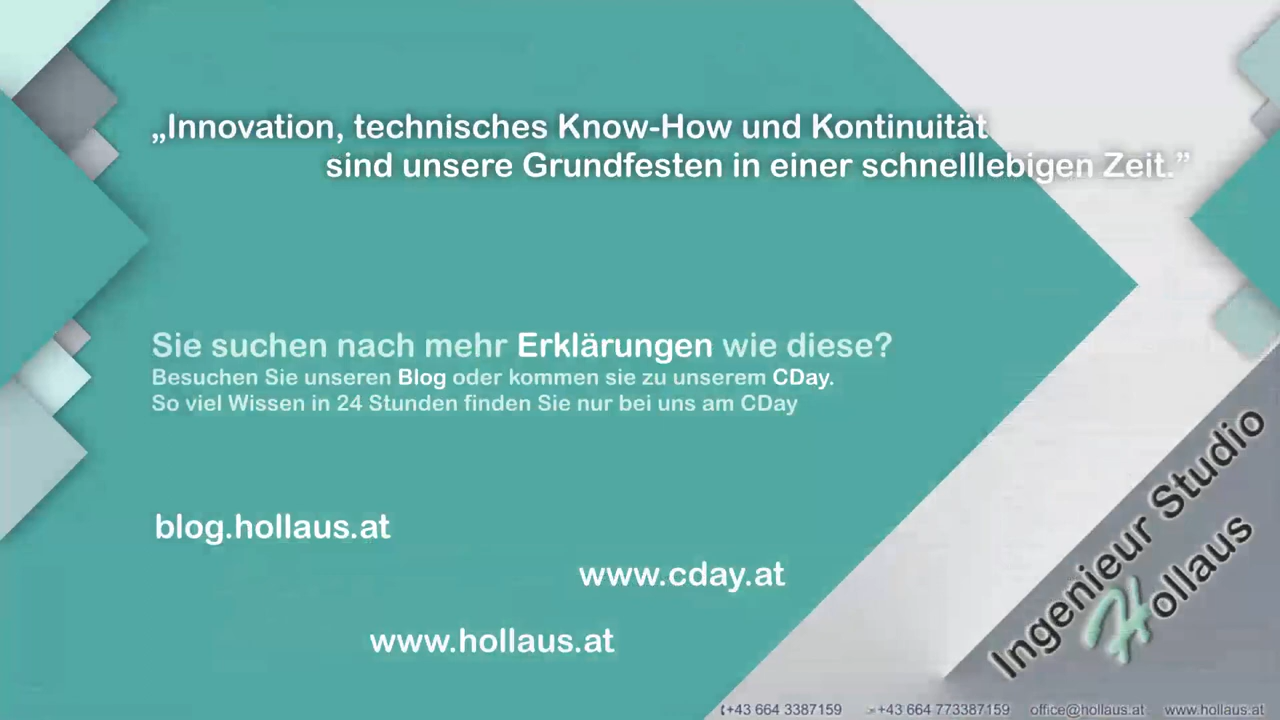 „Innovation, technisches Know-How und Kontinuität
sind unsere Grundfesten in einer schnelllebigen Zeit.”
Sie suchen nach mehr Erklärungen wie diese?
Besuchen Sie unseren Blog oder kommen sie zu unserem CDay.
So viel Wissen in 24 Stunden finden Sie nur bei uns am CDay
blog.hollaus.at
www.cday.at
www.hollaus.at
Ingenieur Studio
Hollaus
+43 664 3387159 +43 664 773387159 office@hollaus.at www.hollaus.at